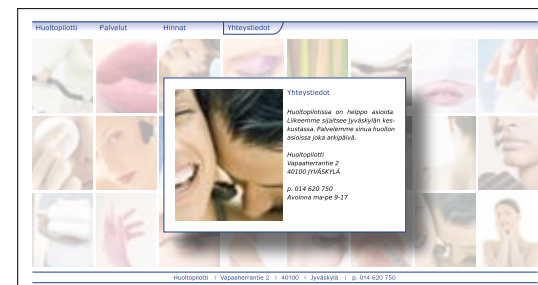 Huoltopilotti Palvelut Hinnat Yhteystiedot
Yhteystiedot
Huoltopilotissa on helppo asioida.
Liikeemme sijaitsee Jyväskylän kes-
kustassa. Palvelemme sinua huollon
asioissa joka arkipäivä.
Huoltopilotti
Vapaaherrantie 2
40100 JYVÄSKYLÄ
p. 014 620 750
Avoinna ma-pe 9-17
Huoltopilotti ı Vapaaherrantie 2 ı 40100 ı Jyväskylä ı p. 014 620 750